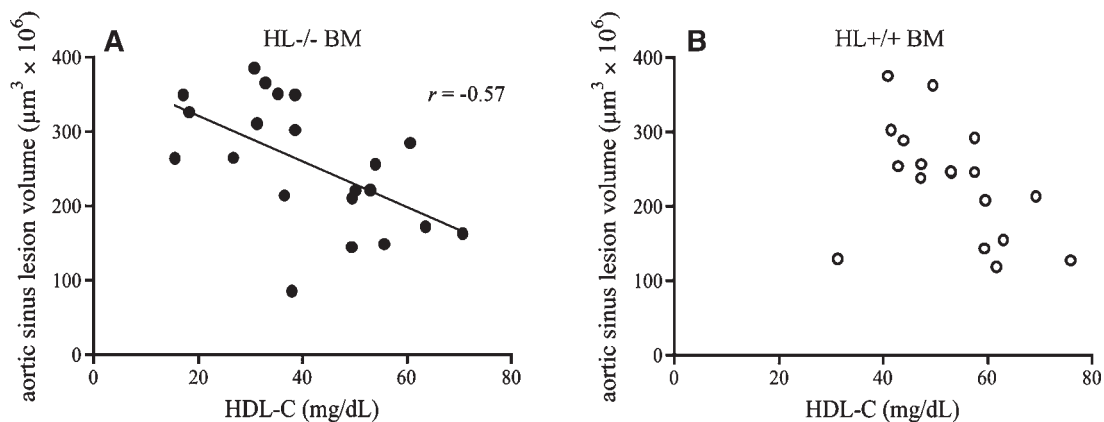 A
HL-/- BM
aortic sinus lesion volume (µm³ × 10⁶)
400
300
200
100
0
r = -0.57
0 20 40 60 80
HDL-C (mg/dL)
B
HL+/+ BM
aortic sinus lesion volume (µm³ × 10⁶)
400
300
200
100
0
0 20 40 60 80
HDL-C (mg/dL)